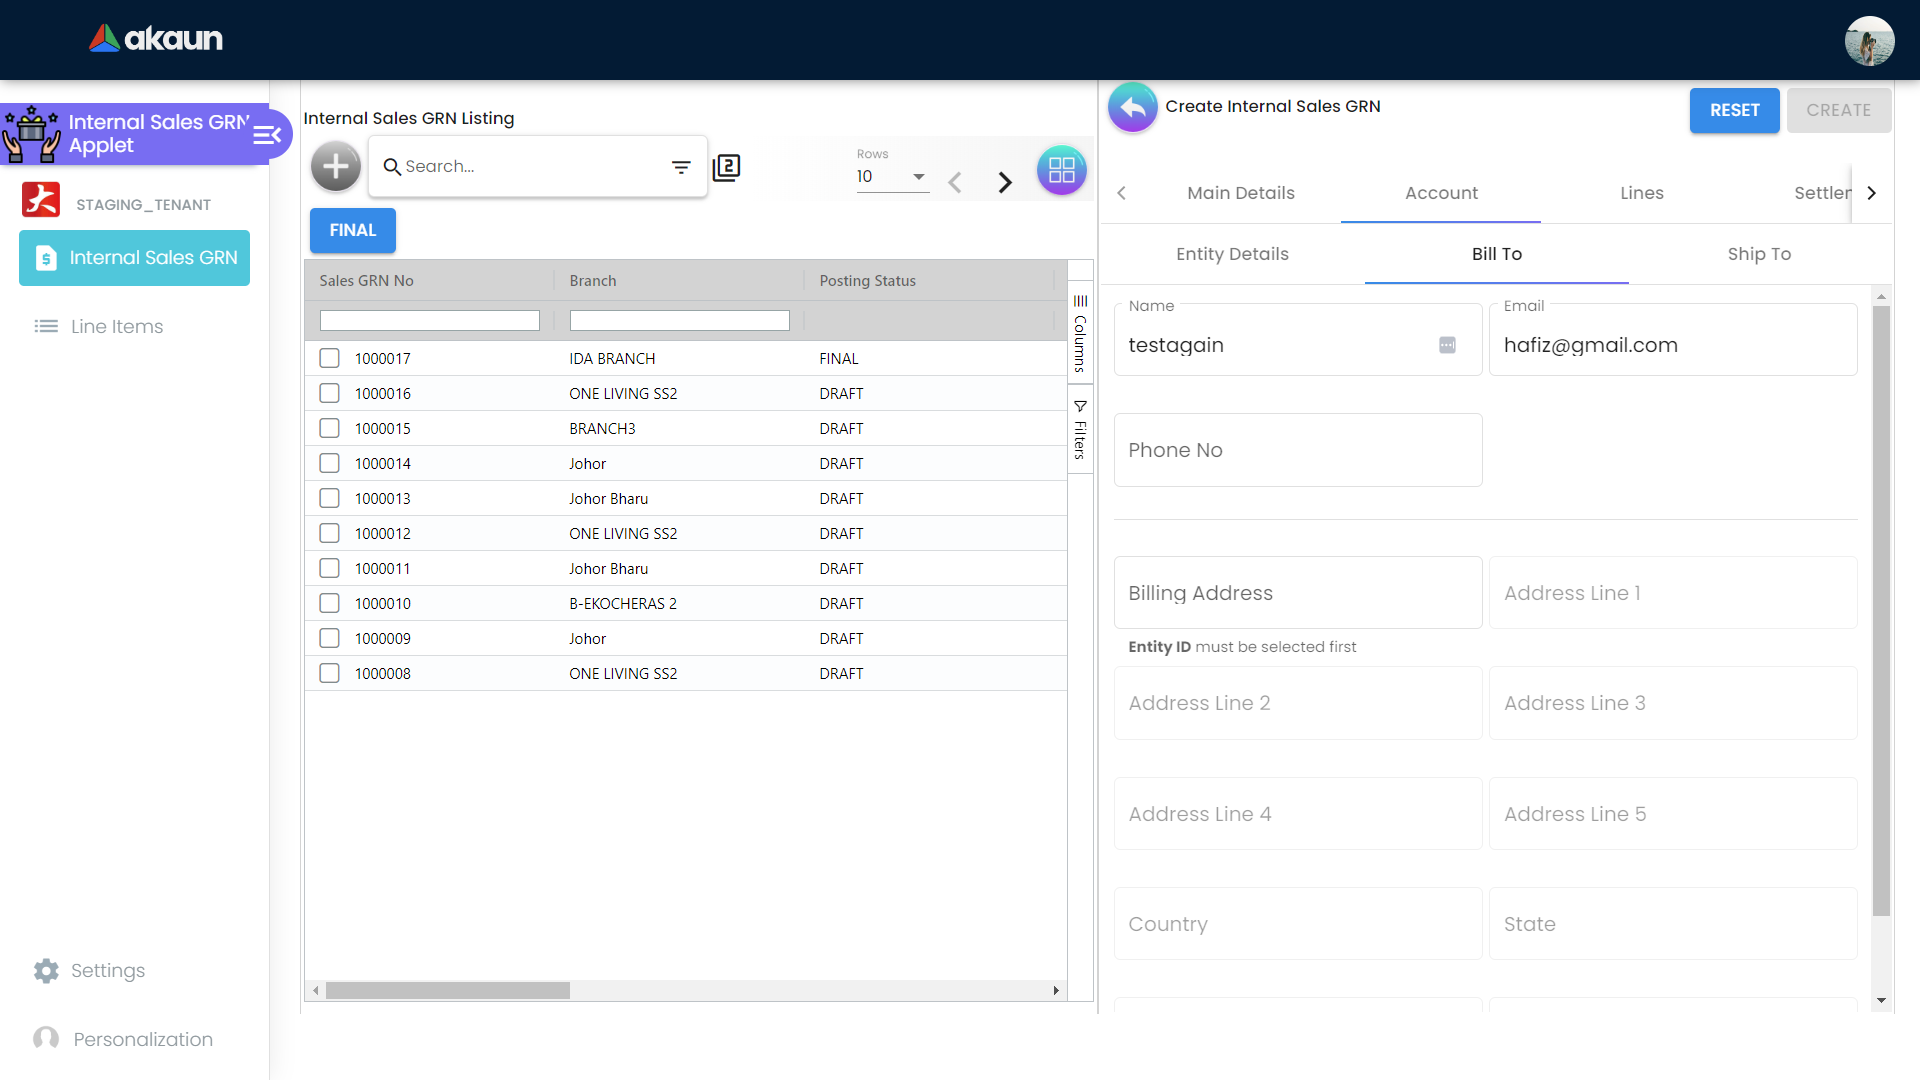 akaun
Internal Sales GRN
Applet
STAGING_TENANT
Internal Sales GRN
Line Items
Settings
Personalization
Internal Sales GRN Listing
Search...
2
Rows
10
FINAL
Sales GRN No Branch Posting Status
1000017 IDA BRANCH FINAL
1000016 ONE LIVING SS2 DRAFT
1000015 BRANCH3 DRAFT
1000014 Johor DRAFT
1000013 Johor Bharu DRAFT
1000012 ONE LIVING SS2 DRAFT
1000011 Johor Bharu DRAFT
1000010 B-EKOCHERAS 2 DRAFT
1000009 Johor DRAFT
1000008 ONE LIVING SS2 DRAFT
Columns
Filters
Create Internal Sales GRN
RESET CREATE
Main Details Account Lines Settler
Entity Details Bill To Ship To
Name
testagain
Email
hafiz@gmail.com
Phone No
Billing Address
Address Line 1
Entity ID must be selected first
Address Line 2 Address Line 3
Address Line 4 Address Line 5
Country State